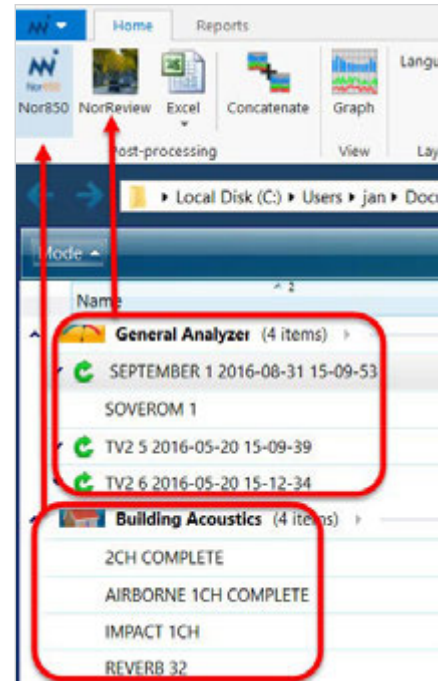 Home Reports
Nor850
Nor850 NorReview Excel Concatenate Graph
Post-processing View
Local Disk (C:) Users jan
Mode
2
Name
General Analyzer (4 items)
SEPTEMBER 1 2016-08-31 15-09-53
SOVEROM 1
TV2 5 2016-05-20 15-09-39
TV2 6 2016-05-20 15-12-34
Building Acoustics (4 items)
2CH COMPLETE
AIRBORNE 1CH COMPLETE
IMPACT 1CH
REVERB 32